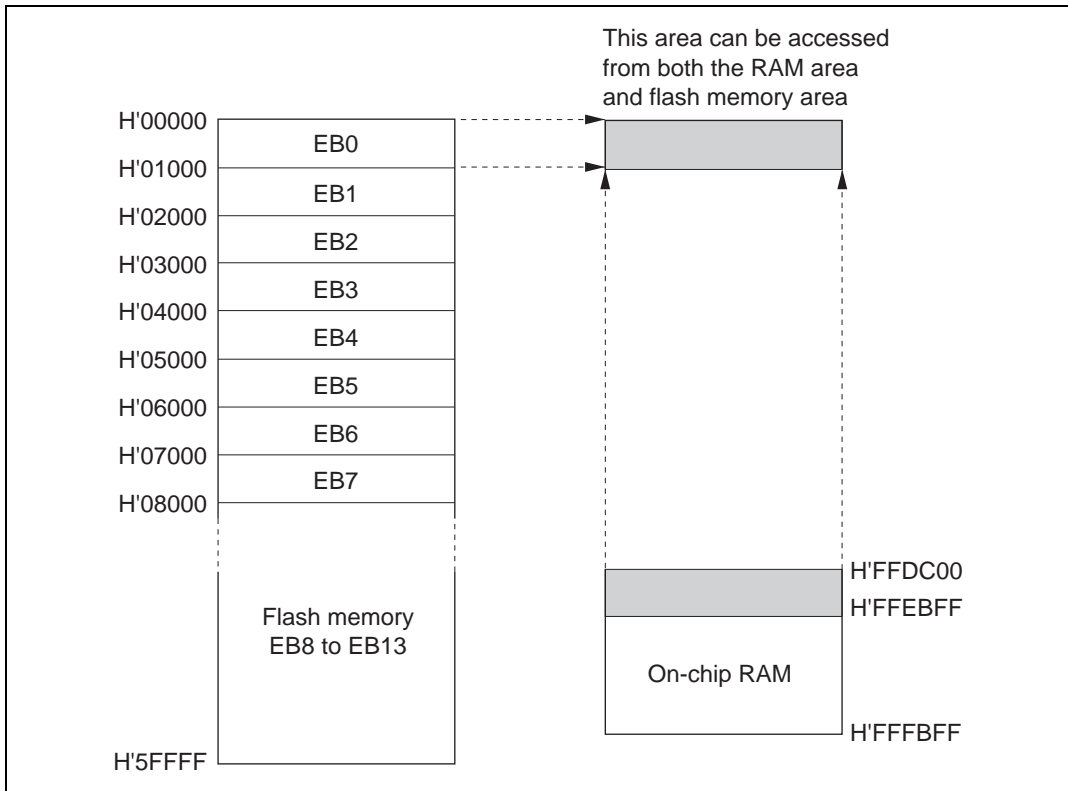 This area can be accessed
from both the RAM area
and flash memory area
H'00000
EB0
H'01000
EB1
H'02000
EB2
H'03000
EB3
H'04000
EB4
H'05000
EB5
H'06000
EB6
H'07000
EB7
H'08000
Flash memory
EB8 to EB13
H'5FFFF
H'FFDC00
H'FFEBFF
On-chip RAM
H'FFFBFF